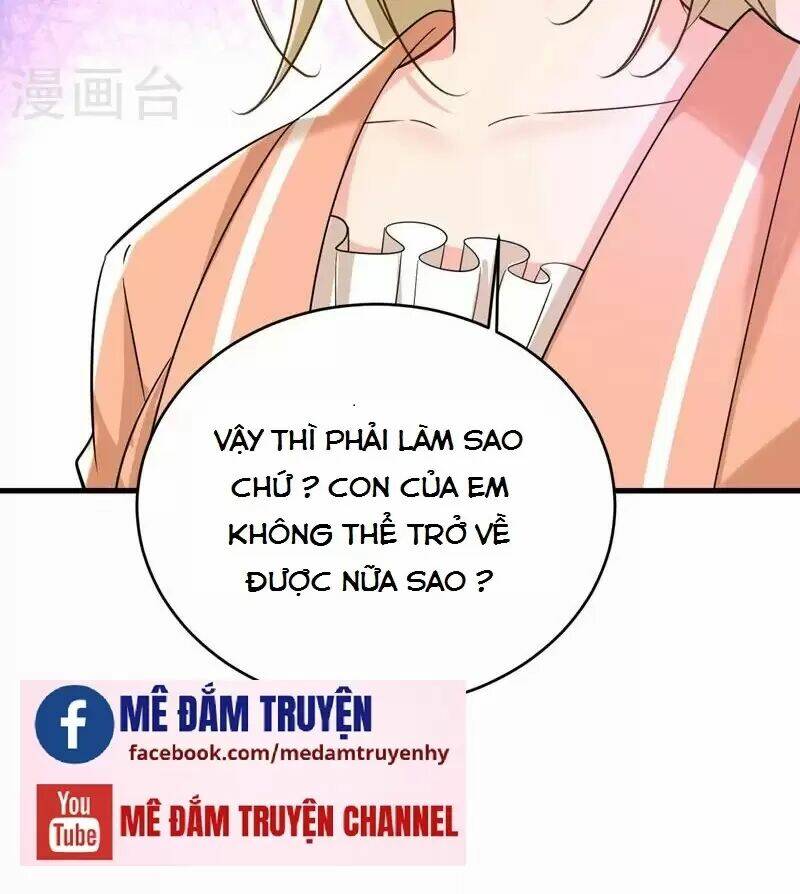 漫画台
VẬY THÌ PHẢI LÀM SAO
CHỨ ? CON CỦA EM
KHÔNG THỂ TRỞ VỀ
ĐƯỢC NỮA SAO ?
f MÊ ĐẮM TRUYỆN
facebook.com/medamtruyenhy
You
Tube
MÊ ĐẮM TRUYỆN CHANNEL